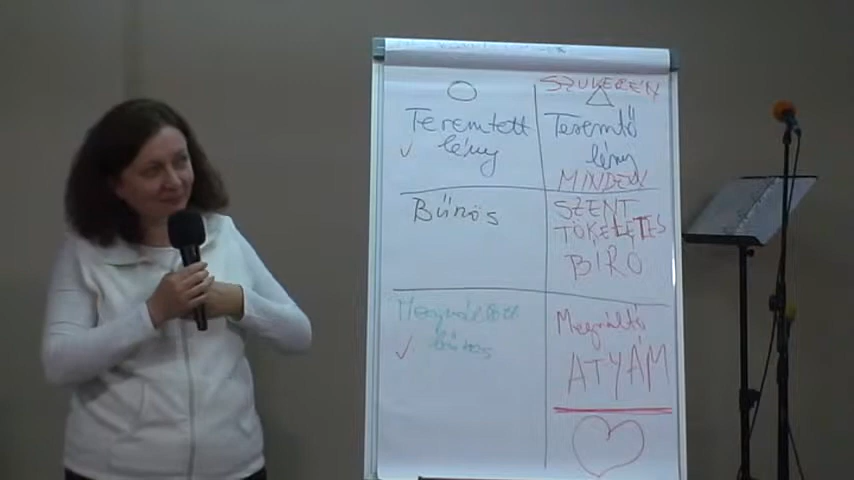 SZUVERÉN
Teremtett
lény
Teremtő
lény
MINDEN
Bűnös
SZENT
TÖKÉLETES
BÍRÓ
Megváltott
bűnös
Megváltó
ATYÁM